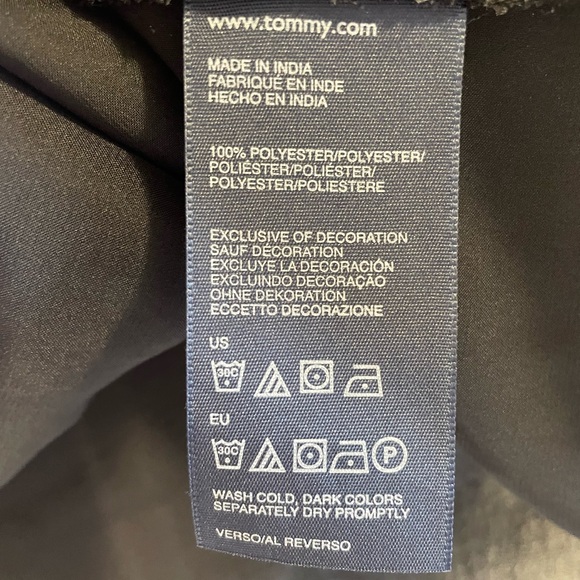 www.tommy.com
MADE IN INDIA
FABRIQUÉ EN INDE
HECHO EN INDIA
100% POLYESTER/POLYESTER/
POLIÉSTER/POLIÉSTER/
POLYESTER/POLIESTERE
EXCLUSIVE OF DECORATION
SAUF DÉCORATION
EXCLUYE LA DECORACIÓN
EXCLUINDO DECORAÇÃO
OHNE DEKORATION
ECCETTO DECORAZIONE
US
30C
EU
30C P
WASH COLD, DARK COLORS
SEPARATELY DRY PROMPTLY
VERSO/AL REVERSO